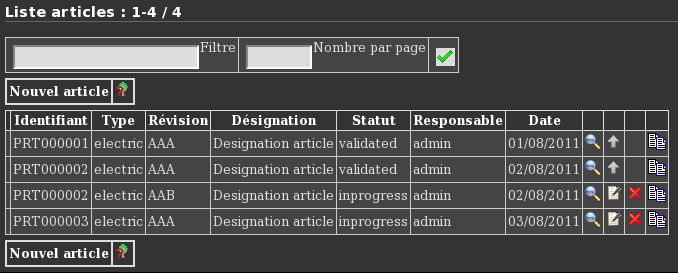 Liste articles : 1-4 / 4
Filtre Nombre par page
Nouvel article
Identifiant Type Révision Désignation Statut Responsable Date
PRT000001 electric AAA Designation article validated admin 01/08/2011
PRT000002 electric AAA Designation article validated admin 02/08/2011
PRT000002 electric AAB Designation article inprogress admin 02/08/2011
PRT000003 electric AAA Designation article inprogress admin 03/08/2011
Nouvel article